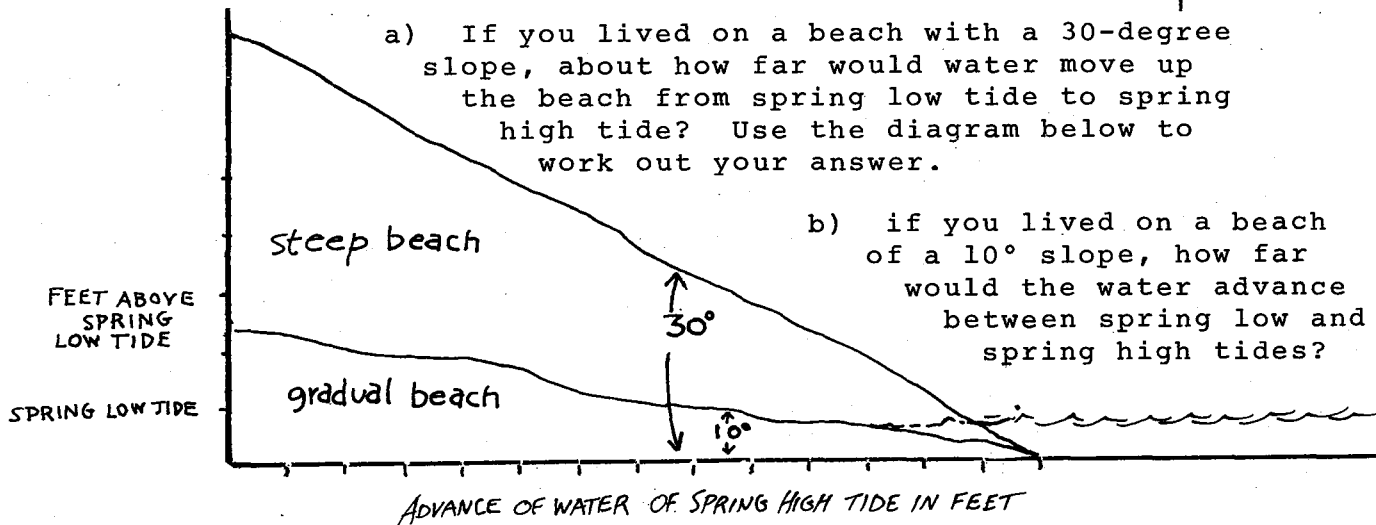 a) If you lived on a beach with a 30-degree
slope, about how far would water move up
the beach from spring low tide to spring
high tide? Use the diagram below to
work out your answer.
b) if you lived on a beach
of a 10° slope, how far
would the water advance
between spring low and
spring high tides?
steep beach
FEET ABOVE
SPRING
LOW TIDE
30°
gradual beach
SPRING LOW TIDE
10°
ADVANCE OF WATER OF SPRING HIGH TIDE IN FEET